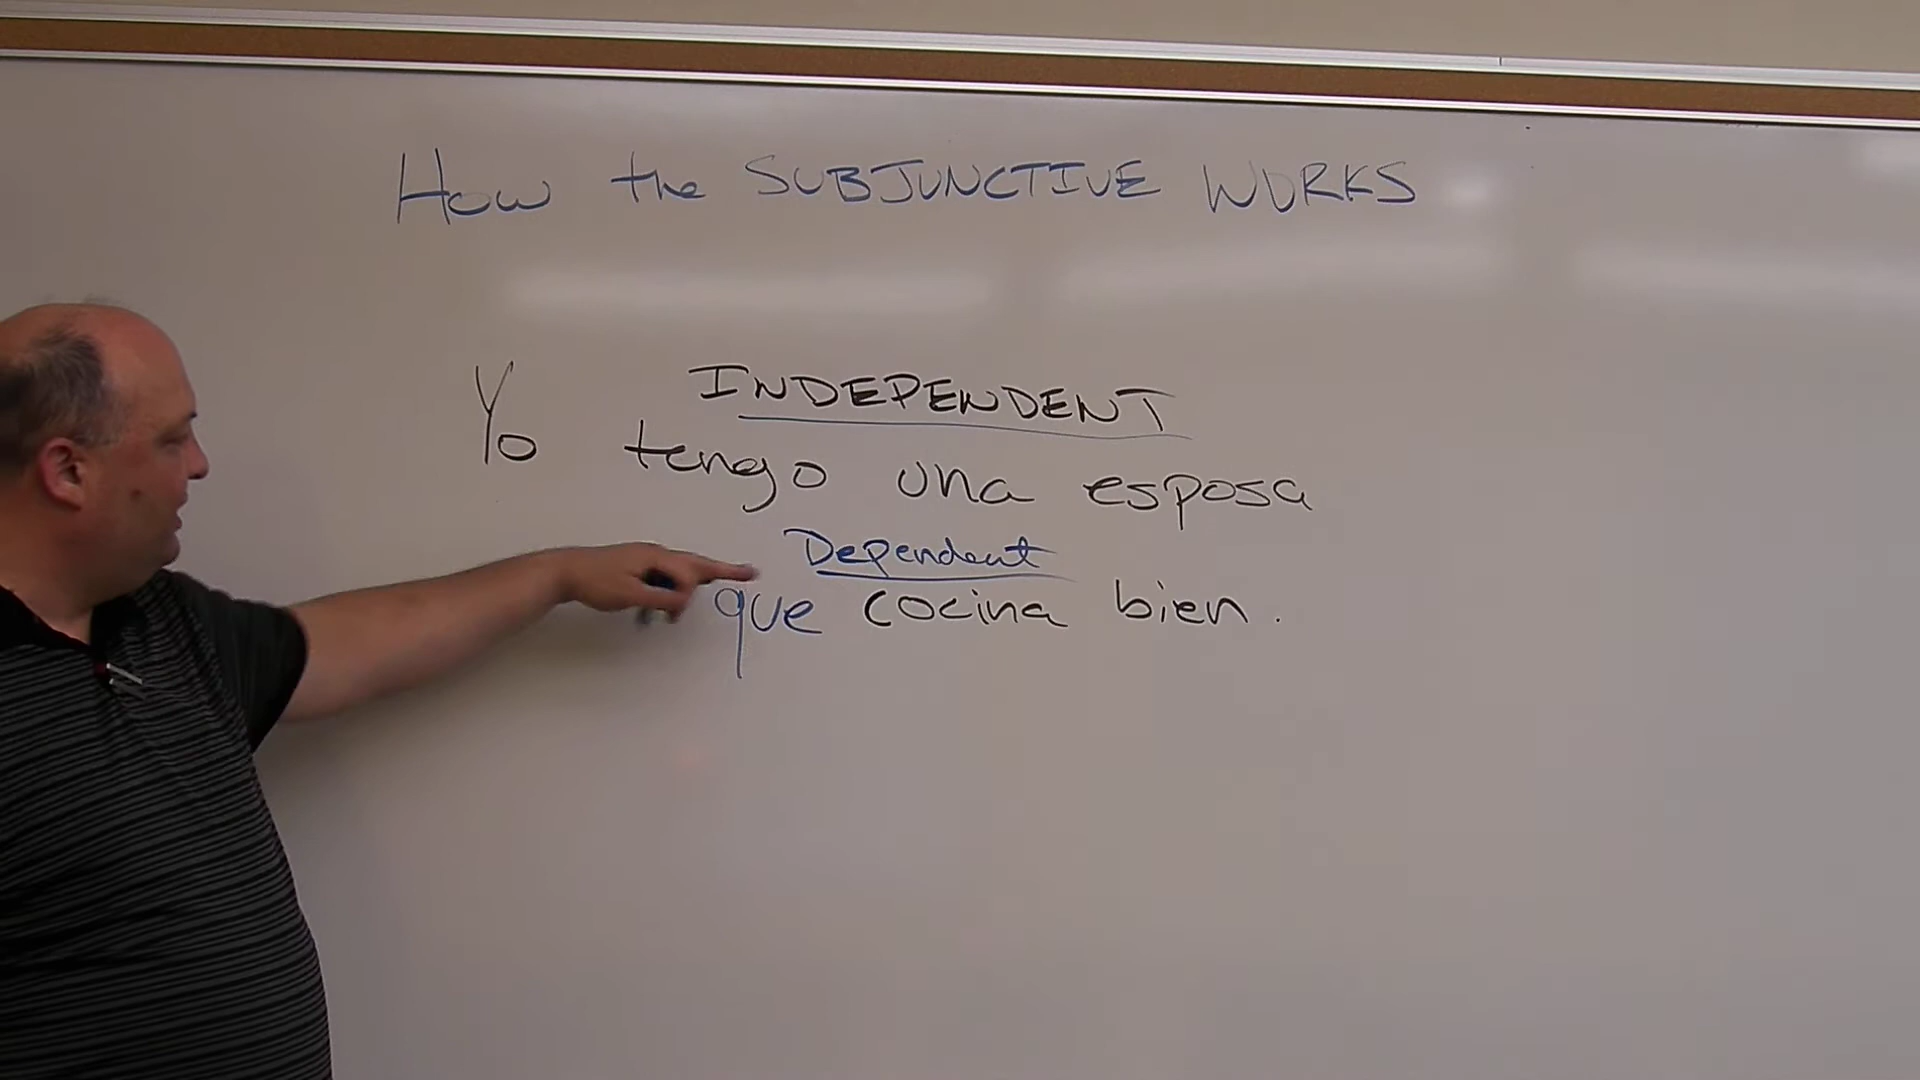 How the SUBJUNCTIVE WORKS
INDEPENDENT
Yo tengo una esposa
Dependent
que cocina bien.